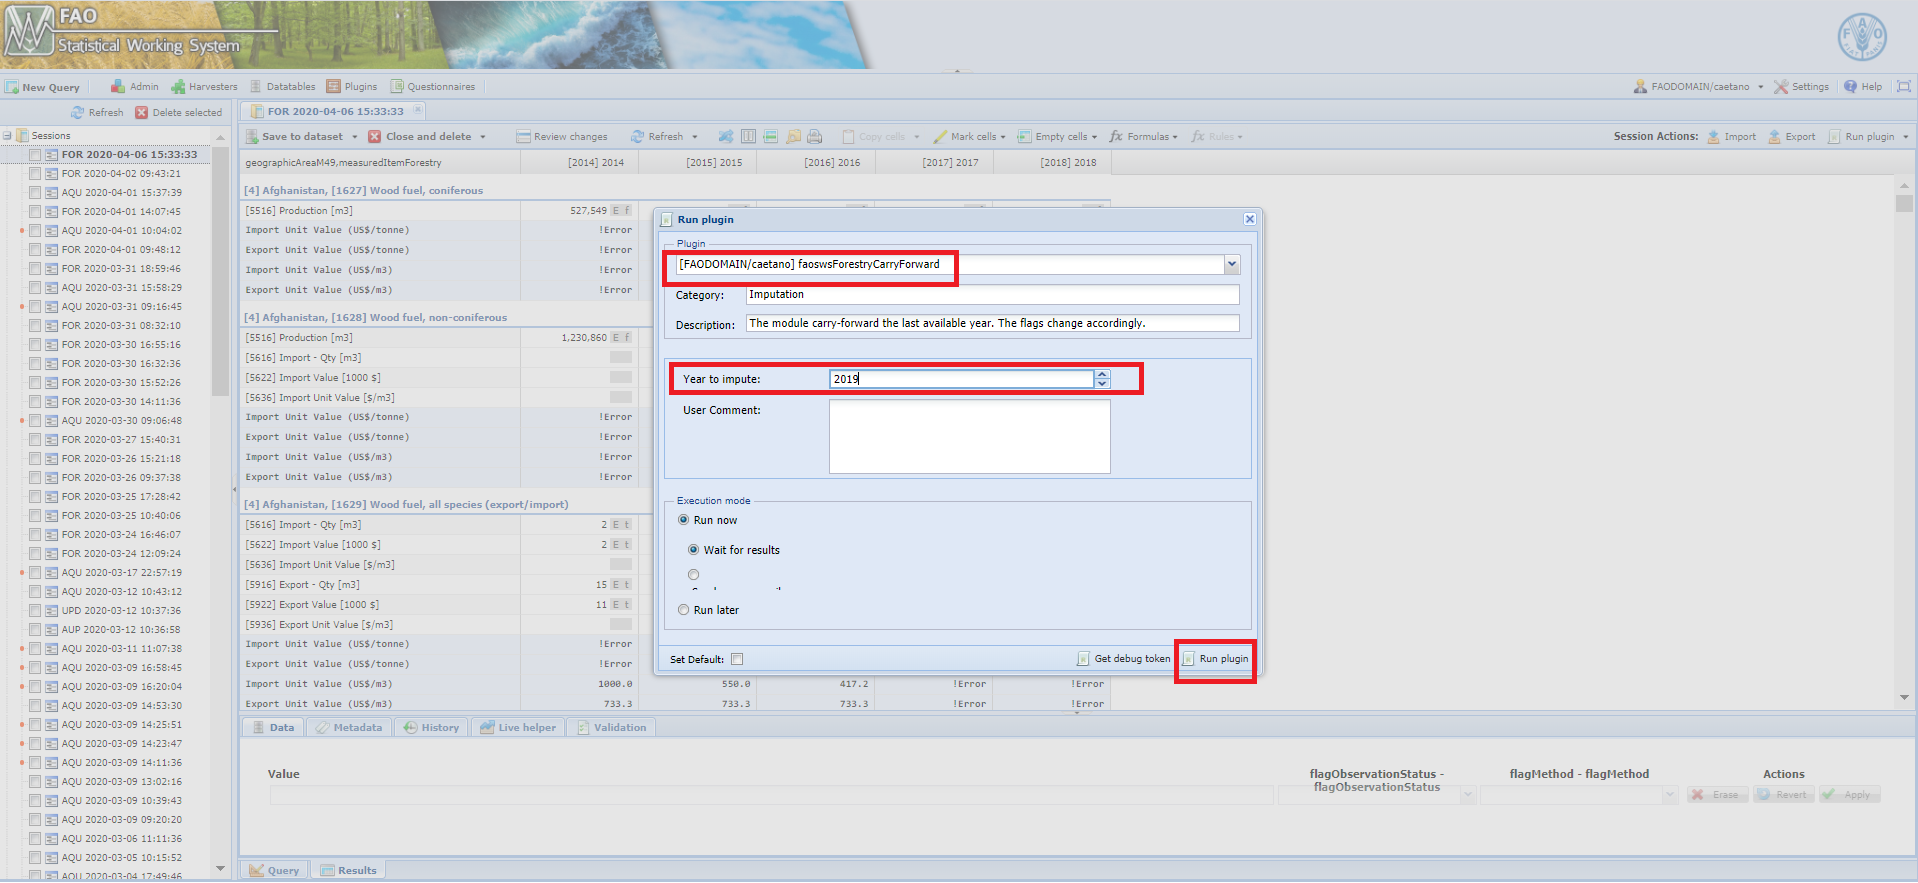 FAO
Statistical Working System
New Query Admin Harvesters Datatables Plugins Questionnaires FAODOMAIN/caetano Settings Help
Refresh Delete selected
FOR 2020-04-06 15:33:33
Save to dataset Close and delete Review changes Refresh Copy cells Mark cells Empty cells Formulas Rules Session Actions: Import Export Run plugin
Sessions
FOR 2020-04-06 15:33:33
FOR 2020-04-02 09:43:21
AQU 2020-04-01 15:37:39
FOR 2020-04-01 14:07:45
AQU 2020-04-01 10:04:02
FOR 2020-04-01 09:48:12
FOR 2020-03-31 18:59:46
FOR 2020-03-31 15:58:29
AQU 2020-03-31 09:16:45
FOR 2020-03-31 08:32:10
FOR 2020-03-30 16:55:16
FOR 2020-03-30 16:32:36
FOR 2020-03-30 15:52:26
FOR 2020-03-30 14:11:36
AQU 2020-03-30 09:06:48
FOR 2020-03-27 15:40:31
FOR 2020-03-26 15:21:18
FOR 2020-03-26 09:37:38
FOR 2020-03-25 17:28:42
FOR 2020-03-25 10:40:06
FOR 2020-03-24 16:46:07
FOR 2020-03-24 12:09:24
AQU 2020-03-17 22:57:19
AQU 2020-03-12 10:43:12
UPD 2020-03-12 10:37:36
AUP 2020-03-12 10:36:58
AQU 2020-03-11 11:07:38
AQU 2020-03-09 16:58:45
AQU 2020-03-09 16:20:04
AQU 2020-03-09 14:53:30
AQU 2020-03-09 14:25:51
AQU 2020-03-09 14:23:47
AQU 2020-03-09 14:11:36
AQU 2020-03-09 13:02:16
AQU 2020-03-09 10:39:43
AQU 2020-03-09 09:20:20
AQU 2020-03-06 11:11:36
AQU 2020-03-05 10:15:52
AQU 2020-03-04 17:49:46
geographicAreaM49,measuredItemForestry [2014] 2014 [2015] 2015 [2016] 2016 [2017] 2017 [2018] 2018
[4] Afghanistan, [1627] Wood fuel, coniferous
[5516] Production [m3] 527,549 E f
Import Unit Value (US$/tonne) !Error
Export Unit Value (US$/tonne) !Error
Import Unit Value (US$/m3) !Error
Export Unit Value (US$/m3) !Error
[4] Afghanistan, [1628] Wood fuel, non-coniferous
[5516] Production [m3] 1,230,860 E f
[5616] Import - Qty [m3]
[5622] Import Value [1000 $]
[5636] Import Unit Value [$/m3]
Import Unit Value (US$/tonne) !Error
Export Unit Value (US$/tonne) !Error
Import Unit Value (US$/m3) !Error
Export Unit Value (US$/m3) !Error
[4] Afghanistan, [1629] Wood fuel, all species (export/import)
[5616] Import - Qty [m3] 2 E t
[5622] Import Value [1000 $] 2 E t
[5636] Import Unit Value [$/m3]
[5916] Export - Qty [m3] 15 E t
[5922] Export Value [1000 $] 11 E t
[5936] Export Unit Value [$/m3]
Import Unit Value (US$/tonne) !Error
Export Unit Value (US$/tonne) !Error
Import Unit Value (US$/m3) 1000.0 550.0 417.2 !Error !Error
Export Unit Value (US$/m3) 733.3 733.3 733.3 !Error !Error
Run plugin
Plugin
[FAODOMAIN/caetano] faoswsForestryCarryForward
Category: Imputation
Description: The module carry-forward the last available year. The flags change accordingly.
Year to impute: 2019
User Comment:
Execution mode
Run now
Wait for results
Run later
Set Default: Get debug token Run plugin
Data Metadata History Live helper Validation
Value flagObservationStatus - flagMethod - flagMethod Actions
flagObservationStatus
Erase Revert Apply
Query Results